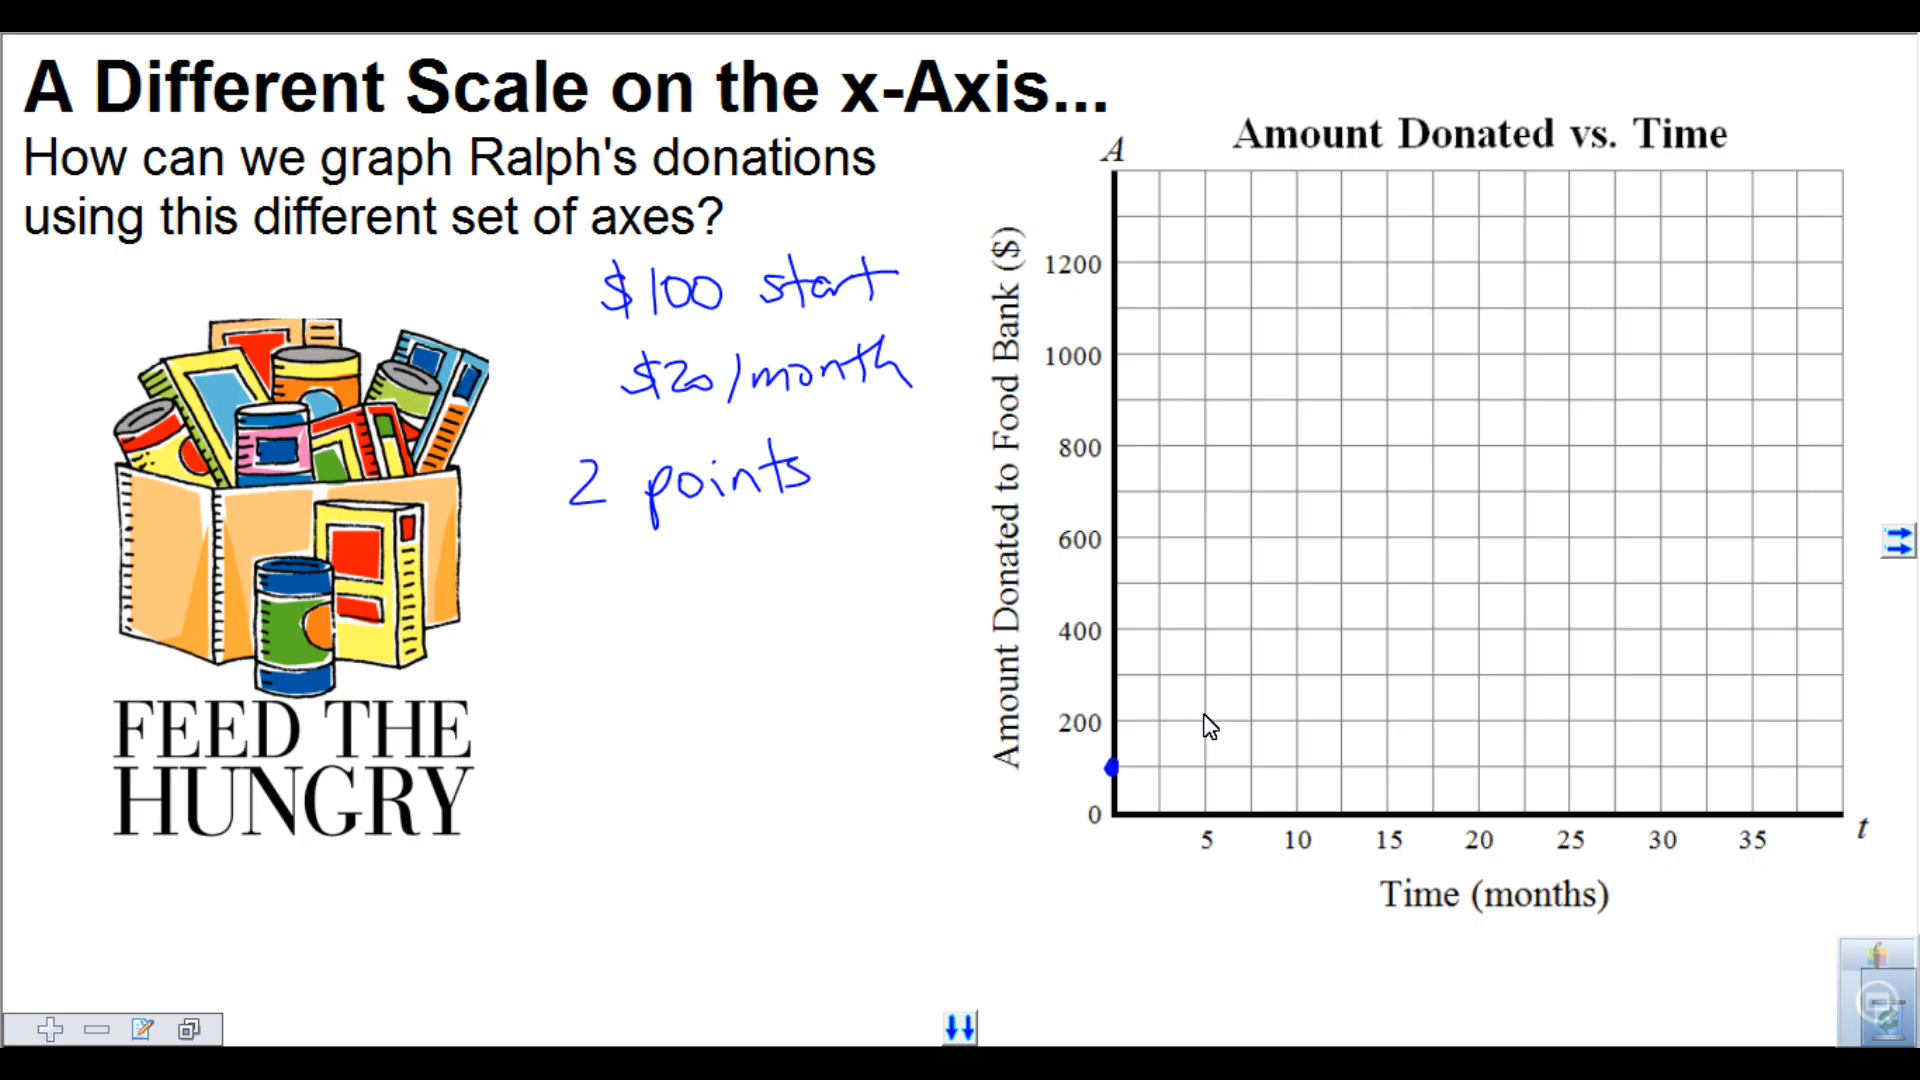 A Different Scale on the x-Axis...
How can we graph Ralph's donations
using this different set of axes?
$100 start
$20/month
2 points
FEED THE
HUNGRY
A
Amount Donated vs. Time
Amount Donated to Food Bank ($)
1200
1000
800
600
400
200
0
5 10 15 20 25 30 35
t
Time (months)